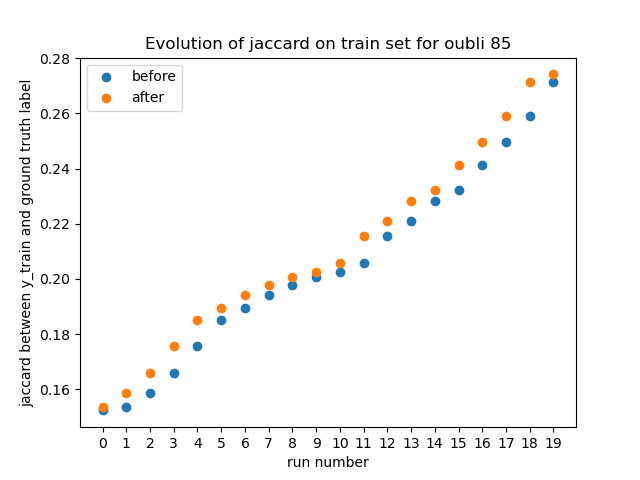 Evolution of jaccard on train set for oubli 85
before
after
jaccard between y_train and ground truth label
0.28
0.26
0.24
0.22
0.20
0.18
0.16
0 1 2 3 4 5 6 7 8 9 10 11 12 13 14 15 16 17 18 19
run number